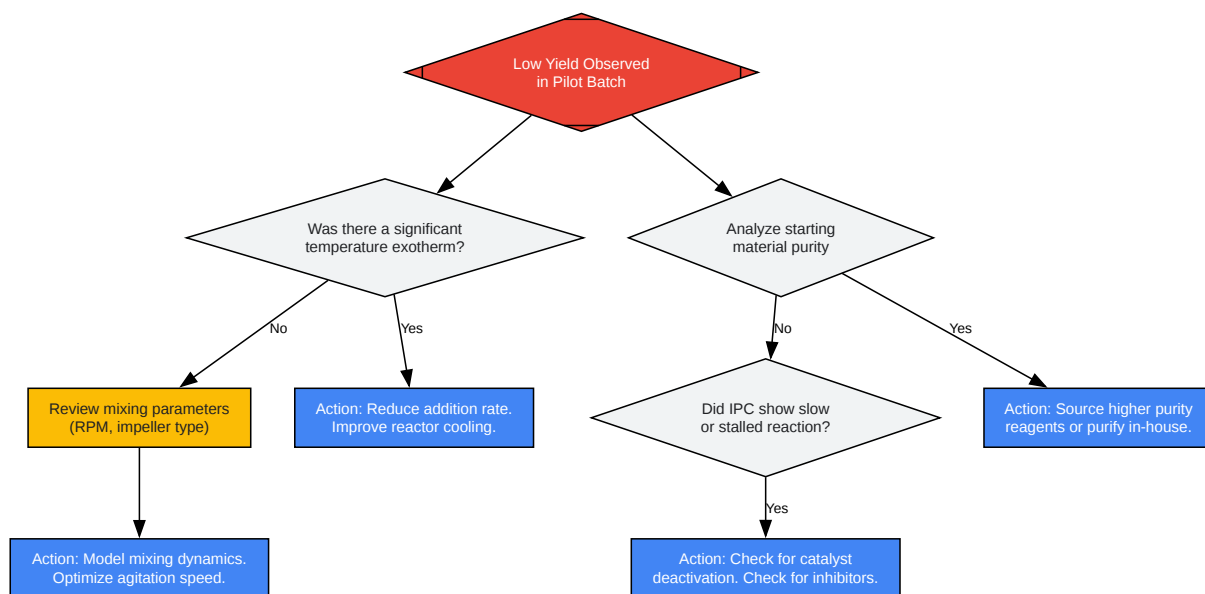 Low Yield Observed
in Pilot Batch
Was there a significant
temperature exotherm?
Analyze starting
material purity
No
Yes
No
Yes
Review mixing parameters
(RPM, impeller type)
Action: Reduce addition rate.
Improve reactor cooling.
Did IPC show slow
or stalled reaction?
Action: Source higher purity
reagents or purify in-house.
Yes
Action: Model mixing dynamics.
Optimize agitation speed.
Action: Check for catalyst
deactivation. Check for inhibitors.